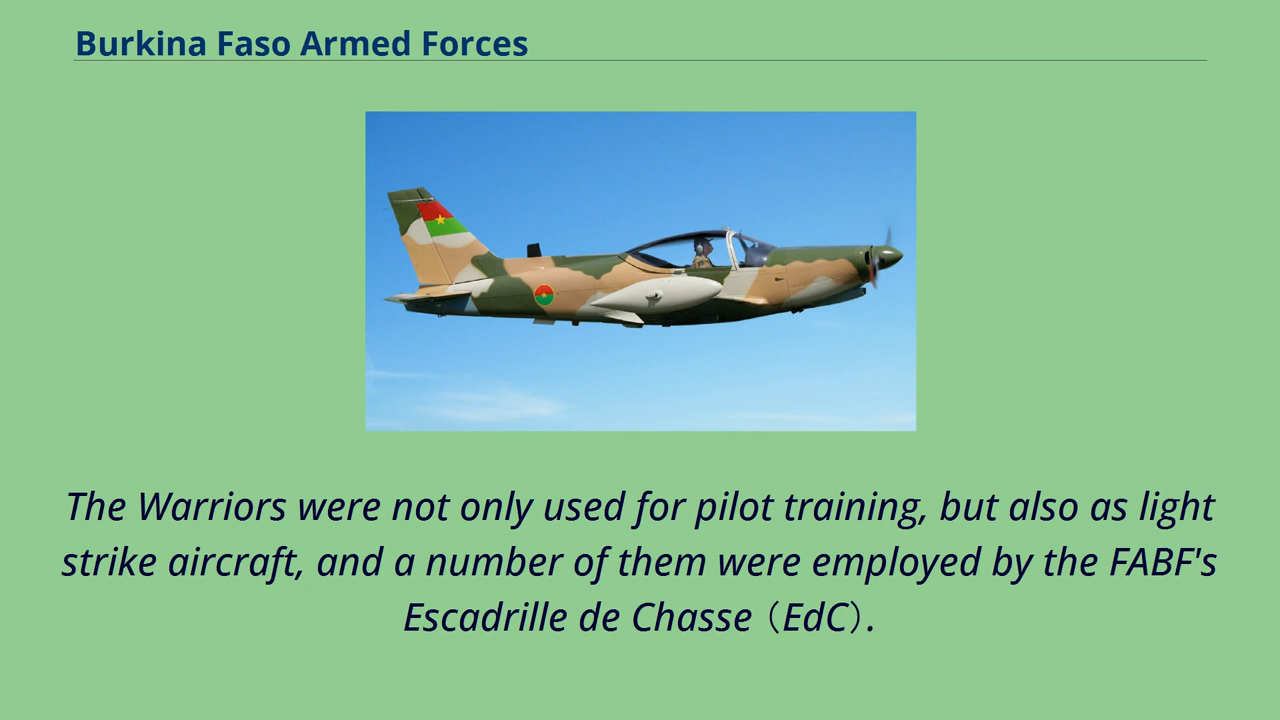 Burkina Faso Armed Forces
The Warriors were not only used for pilot training, but also as light
strike aircraft, and a number of them were employed by the FABF's
Escadrille de Chasse（EdC）.